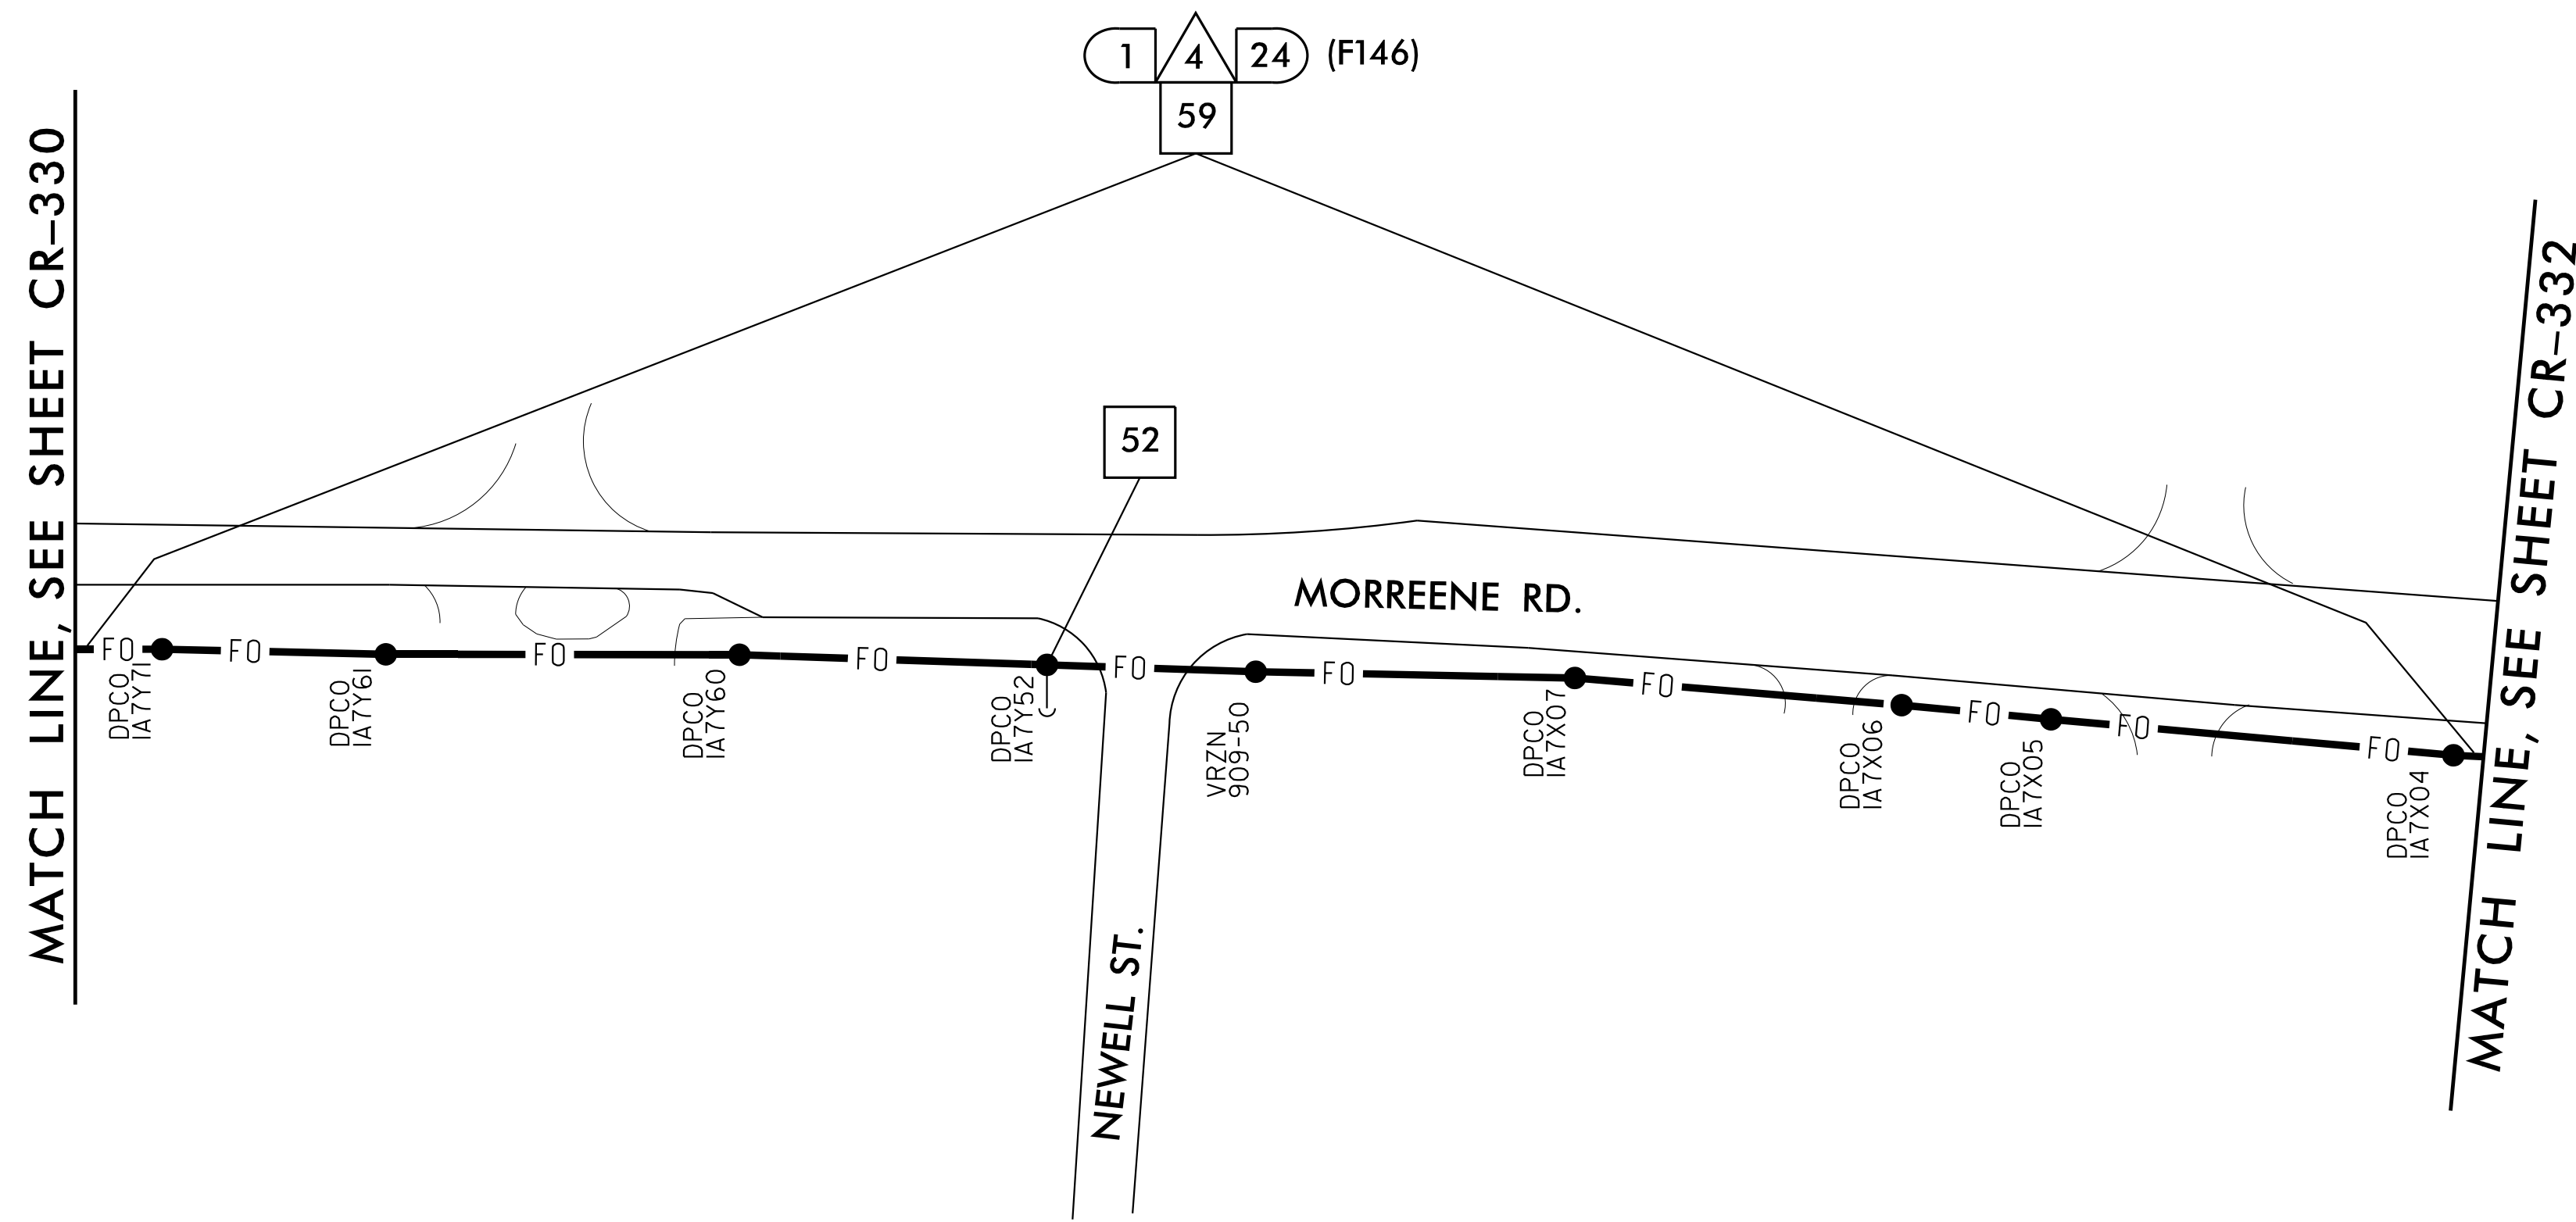 1 4 24 (F146)
59
MATCH LINE, SEE SHEET CR-330
MATCH LINE, SEE SHEET CR-332
52
MORREENE RD.
FO FO FO FO FO FO FO FO FO FO
DPCO
IA7Y71
DPCO
IA7Y61
DPCO
IA7Y60
DPCO
IA7Y52
VRZN
909-50
DPCO
IA7X07
DPCO
IA7X06
DPCO
IA7X05
DPCO
IA7X04
NEWELL ST.